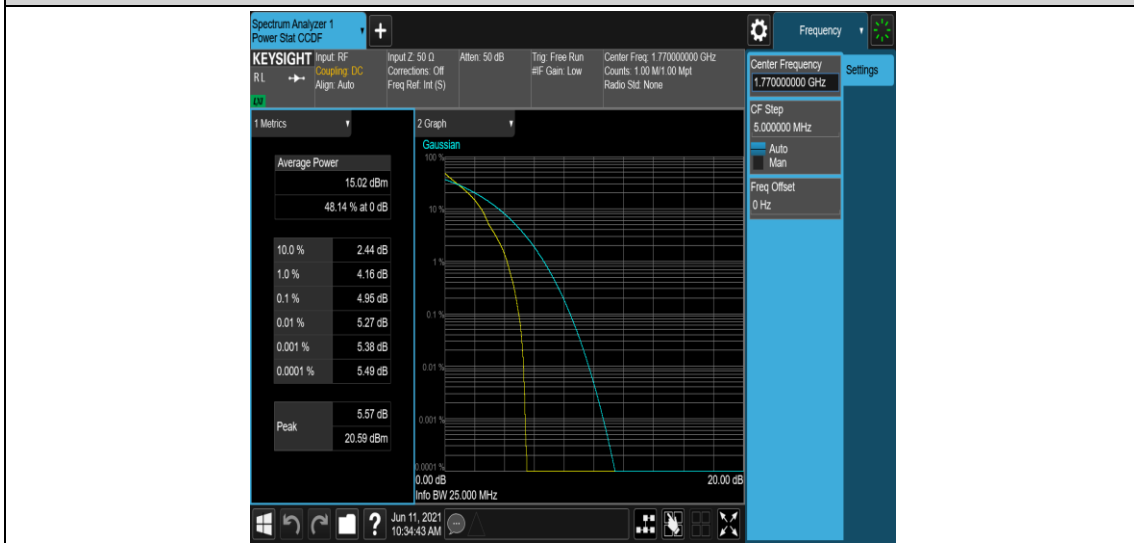 Spectrum Analyzer 1
Power Stat CCDF
+
Frequency
KEYSIGHT
RL
LXI
Input: RF
Coupling: DC
Align: Auto
Input Z: 50 Ω
Corrections: Off
Freq Ref: Int (S)
Atten: 50 dB
Trig: Free Run
#IF Gain: Low
Center Freq: 1.770000000 GHz
Counts: 1.00 M/1.00 Mpt
Radio Std: None
Center Frequency
1.770000000 GHz
Settings
CF Step
5.000000 MHz
Auto
Man
Freq Offset
0 Hz
1 Metrics
Average Power
15.02 dBm
48.14 % at 0 dB
10.0 % 2.44 dB
1.0 % 4.16 dB
0.1 % 4.95 dB
0.01 % 5.27 dB
0.001 % 5.38 dB
0.0001 % 5.49 dB
Peak
5.57 dB
20.59 dBm
2 Graph
Gaussian
100 %
10 %
1 %
0.1 %
0.01 %
0.001 %
0.0001 %
0.00 dB
20.00 dB
Info BW 25.000 MHz
?
Jun 11, 2021
10:34:43 AM